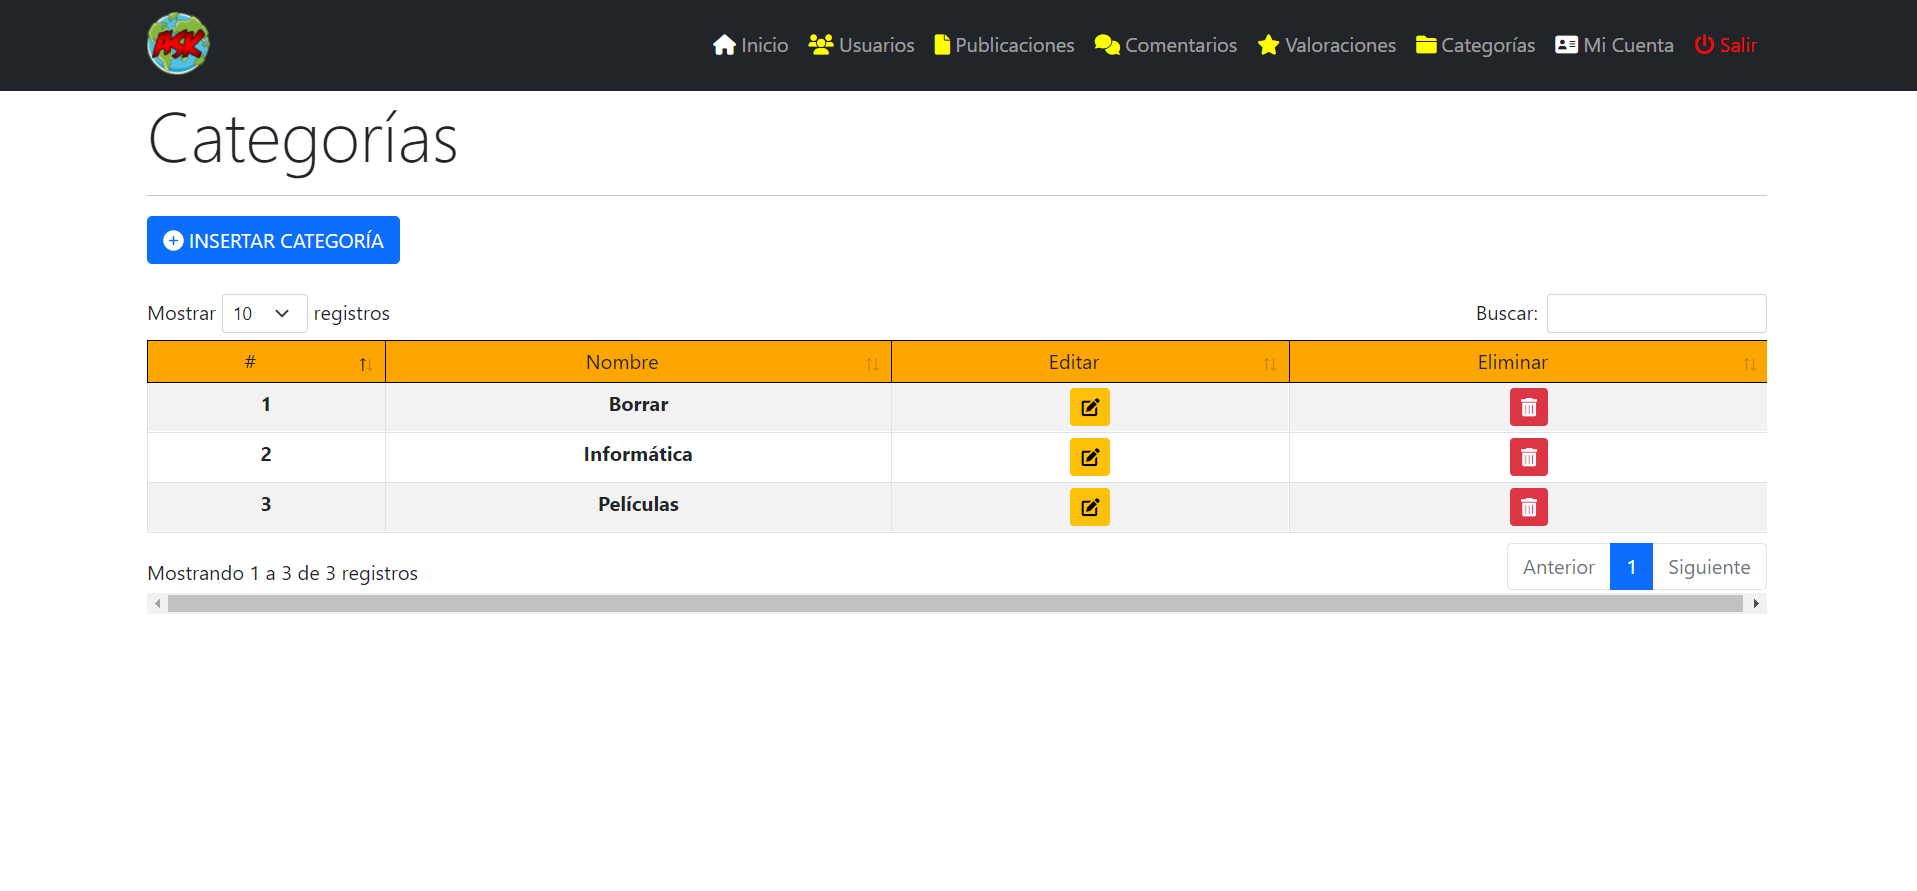 ASK Inicio Usuarios Publicaciones Comentarios Valoraciones Categorías Mi Cuenta Salir
Categorías
INSERTAR CATEGORÍA
Mostrar 10 registros Buscar:
# Nombre Editar Eliminar
1 Borrar
2 Informática
3 Películas
Mostrando 1 a 3 de 3 registros Anterior 1 Siguiente